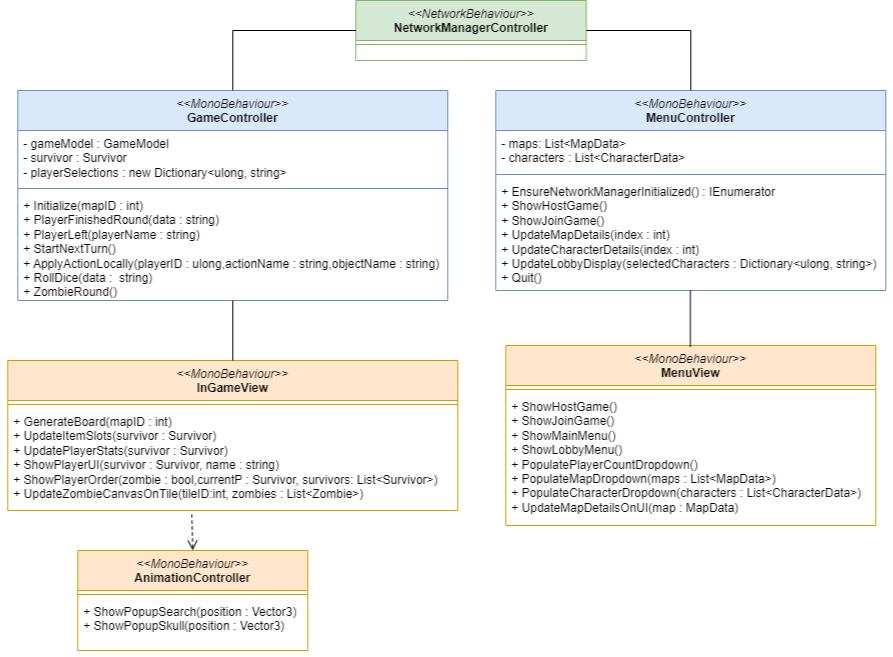 <<NetworkBehaviour>>
NetworkManagerController
<<MonoBehaviour>>
GameController
- gameModel : GameModel
- survivor : Survivor
- playerSelections : new Dictionary<ulong, string>
+ Initialize(mapID : int)
+ PlayerFinishedRound(data : string)
+ PlayerLeft(playerName : string)
+ StartNextTurn()
+ ApplyActionLocally(playerID : ulong,actionName : string,objectName : string)
+ RollDice(data :  string)
+ ZombieRound()
<<MonoBehaviour>>
MenuController
- maps: List<MapData>
- characters : List<CharacterData>
+ EnsureNetworkManagerInitialized() : IEnumerator
+ ShowHostGame()
+ ShowJoinGame()
+ UpdateMapDetails(index : int)
+ UpdateCharacterDetails(index : int)
+ UpdateLobbyDisplay(selectedCharacters : Dictionary<ulong, string>)
+ Quit()
<<MonoBehaviour>>
InGameView
+ GenerateBoard(mapID : int)
+ UpdateItemSlots(survivor : Survivor)
+ UpdatePlayerStats(survivor : Survivor)
+ ShowPlayerUI(survivor : Survivor, name : string)
+ ShowPlayerOrder(zombie : bool,currentP : Survivor, survivors: List<Survivor>)
+ UpdateZombieCanvasOnTile(tileID:int, zombies : List<Zombie>)
<<MonoBehaviour>>
MenuView
+ ShowHostGame()
+ ShowJoinGame()
+ ShowMainMenu()
+ ShowLobbyMenu()
+ PopulatePlayerCountDropdown()
+ PopulateMapDropdown(maps : List<MapData>)
+ PopulateCharacterDropdown(characters : List<CharacterData>)
+ UpdateMapDetailsOnUI(map : MapData)
<<MonoBehaviour>>
AnimationController
+ ShowPopupSearch(position : Vector3)
+ ShowPopupSkull(position : Vector3)